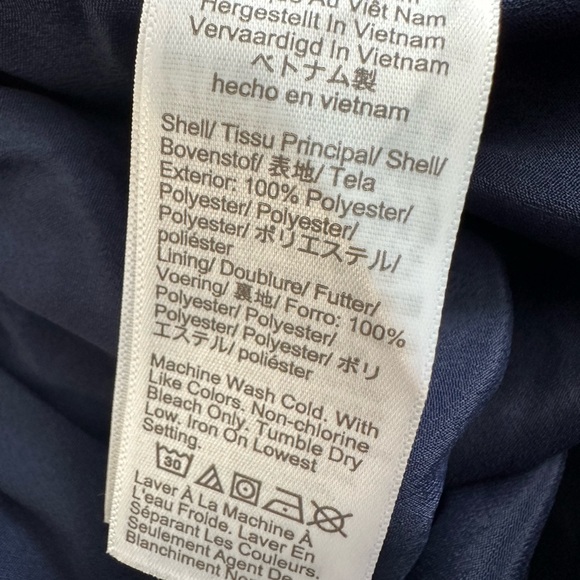 Au Viêt Nam
Hergestellt In Vietnam
Vervaardigd In Vietnam
ベトナム製
hecho en vietnam
Shell/ Tissu Principal/ Shell/
Bovenstof/ 表地/ Tela
Exterior: 100% Polyester/
Polyester/ Polyester/
Polyester/ ポリエステル/
poliéster
Lining/ Doublure/ Futter/
Voering/ 裏地/ Forro: 100%
Polyester/ Polyester/
Polyester/ Polyester/ ポリ
エステル/ poliéster
Machine Wash Cold. With
Like Colors. Non-chlorine
Bleach Only. Tumble Dry
Low. Iron On Lowest
Setting.
30
Laver À La Machine À
L'eau Froide. Laver En
Séparant Les Couleurs.
Seulement Agent De
Blanchiment